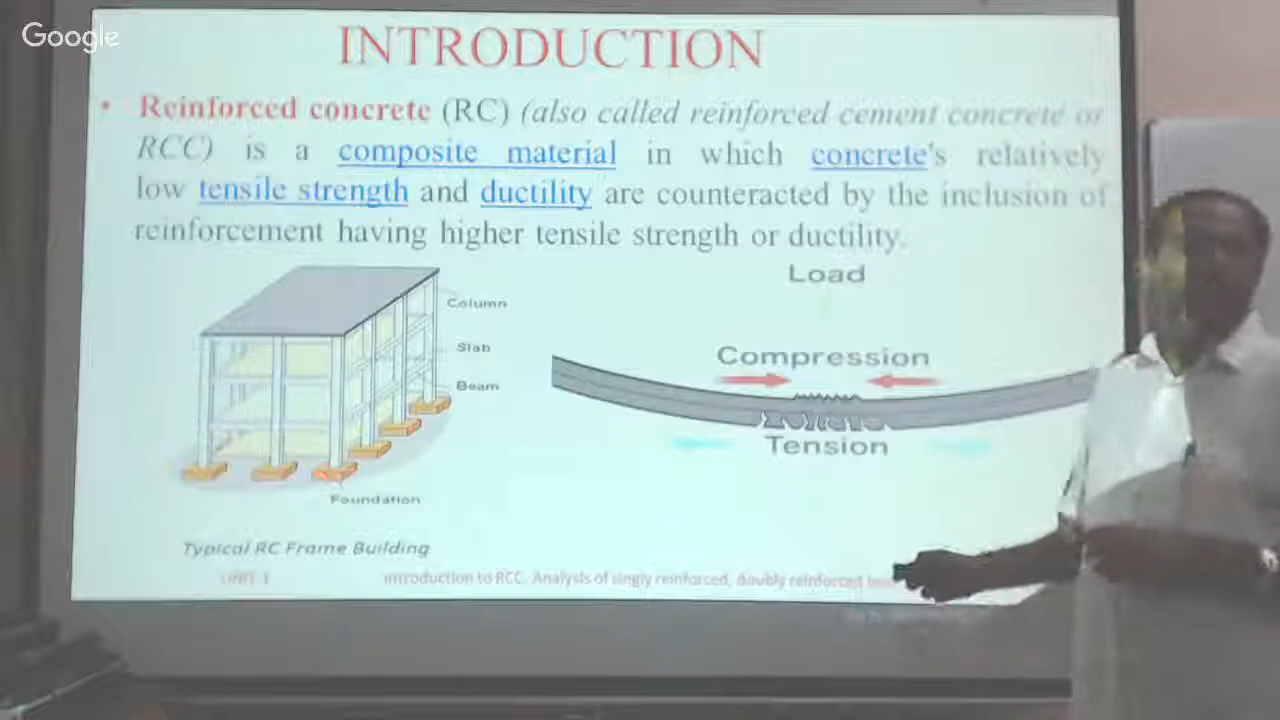 Google
INTRODUCTION
• Reinforced concrete (RC) (also called reinforced cement concrete or
RCC) is a composite material in which concrete's relatively
low tensile strength and ductility are counteracted by the inclusion of
reinforcement having higher tensile strength or ductility.
Load
Column
Slab
Compression
Beam
Tension
Foundation
Typical RC Frame Building
UNIT-1
Introduction to RCC. Analysis of singly reinforced, doubly reinforced